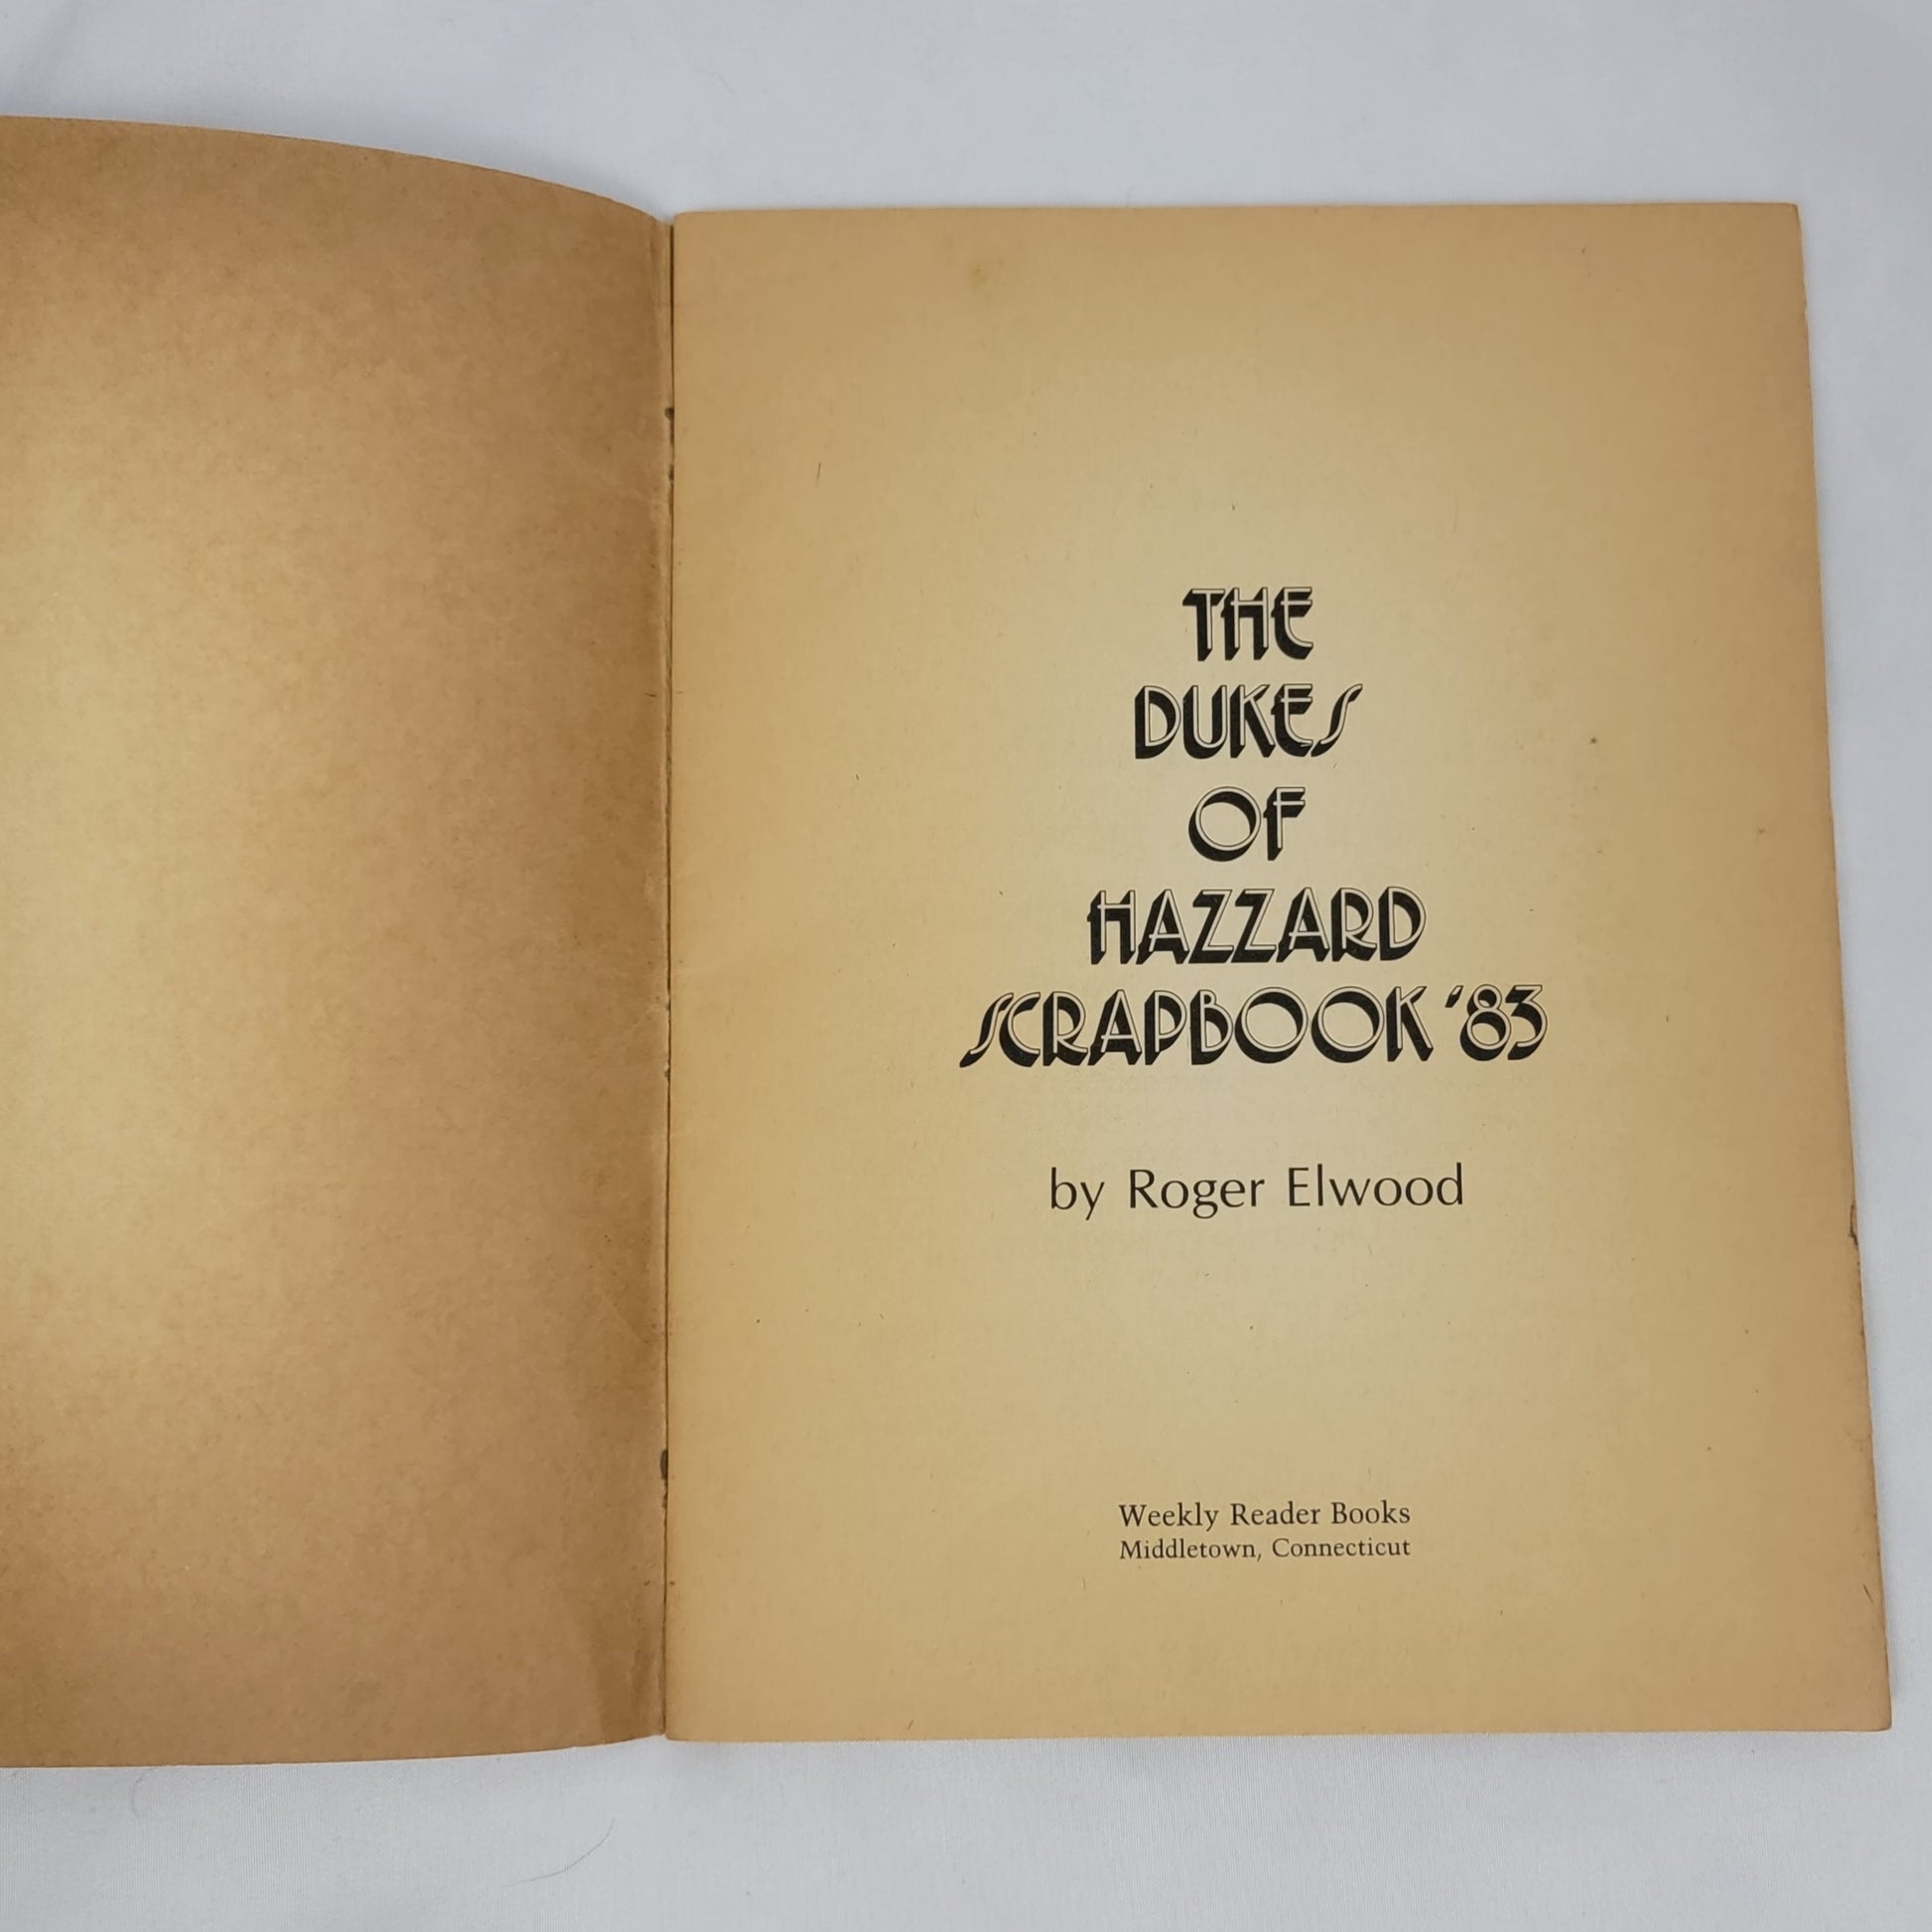 THE
DUKES
OF
HAZZARD
SCRAPBOOK '83
by Roger Elwood
Weekly Reader Books
Middletown, Connecticut